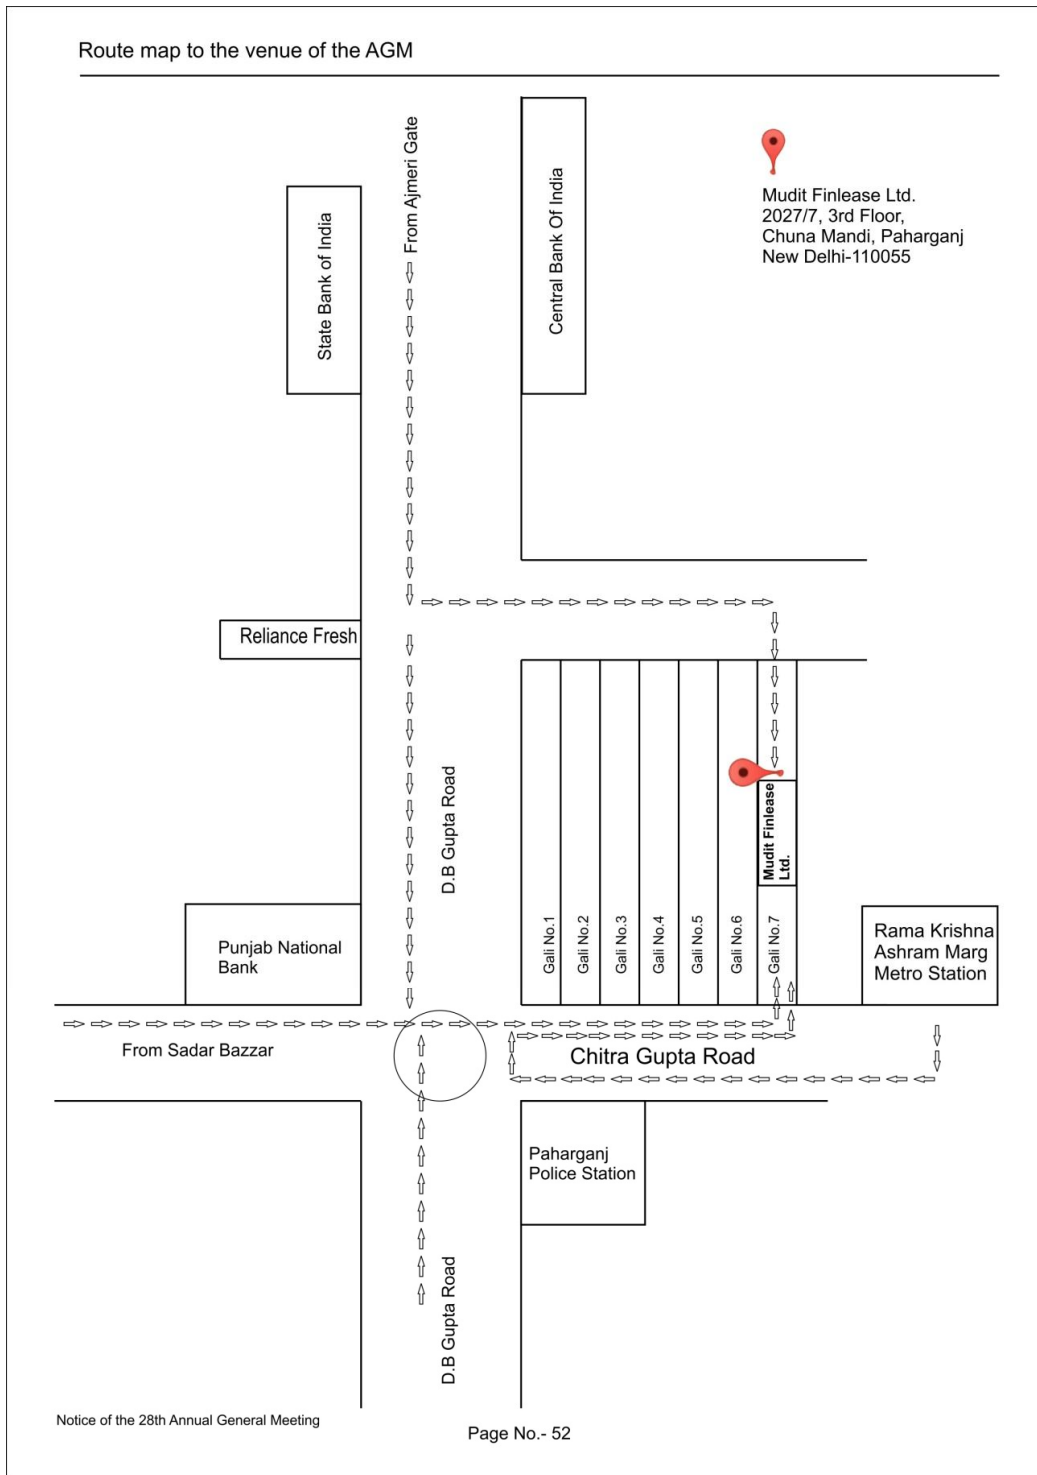 Route map to the venue of the AGM
From Ajmeri Gate
State Bank of India
Central Bank Of India
Mudit Finlease Ltd.
2027/7, 3rd Floor,
Chuna Mandi, Paharganj
New Delhi-110055
Reliance Fresh
D.B Gupta Road
Mudit Finlease
Ltd.
Punjab National
Bank
Gali No.1
Gali No.2
Gali No.3
Gali No.4
Gali No.5
Gali No.6
Gali No.7
Rama Krishna
Ashram Marg
Metro Station
From Sadar Bazzar
Chitra Gupta Road
Paharganj
Police Station
D.B Gupta Road
Notice of the 28th Annual General Meeting
Page No.- 52